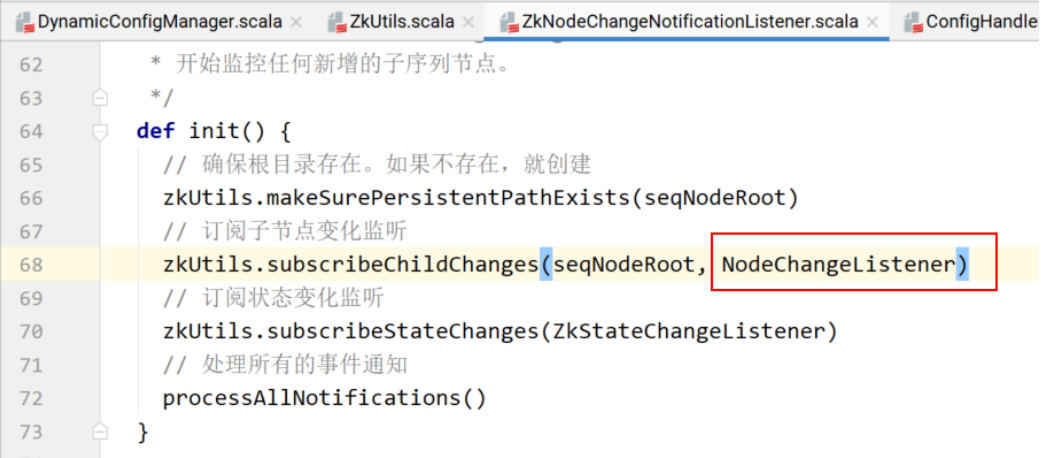 DynamicConfigManager.scala × ZkUtils.scala × ZkNodeChangeNotificationListener.scala × ConfigHandle
62 * 开始监控任何新增的子序列节点。
63 */
64 def init() {
65 // 确保根目录存在。如果不存在，就创建
66 zkUtils.makeSurePersistentPathExists(seqNodeRoot)
67 // 订阅子节点变化监听
68 zkUtils.subscribeChildChanges(seqNodeRoot, NodeChangeListener)
69 // 订阅状态变化监听
70 zkUtils.subscribeStateChanges(ZkStateChangeListener)
71 // 处理所有的事件通知
72 processAllNotifications()
73 }